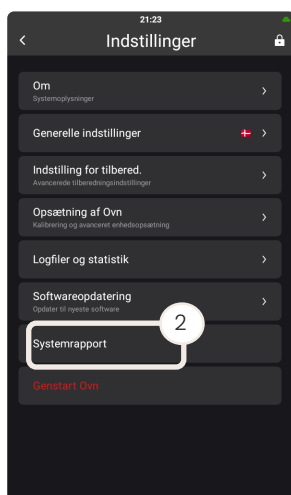 21:23
Indstillinger
Om
Systemoplysninger
Generelle indstillinger
Indstilling for tilbered.
Avancerede tilberedningsindstillinger
Opsætning af Ovn
Kalibrering og avanceret enhedsopsætning
Logfiler og statistik
Softwareopdatering
Opdater til nyeste software
2
Systemrapport
Genstart Ovn